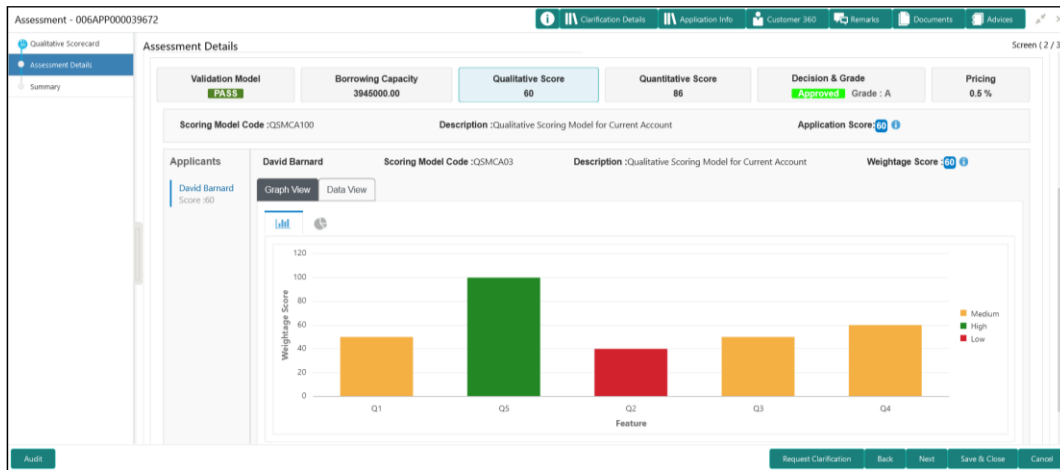 Assessment - 006APP000039672
Clarification Details
Application Info
Customer 360
Remarks
Documents
Advices
Qualitative Scorecard
Assessment Details
Summary
Assessment Details
Screen ( 2 / 3
Validation Model
PASS
Borrowing Capacity
3945000.00
Qualitative Score
60
Quantitative Score
86
Decision & Grade
Approved Grade : A
Pricing
0.5 %
Scoring Model Code :QSMCA100
Description :Qualitative Scoring Model for Current Account
Application Score:60
Applicants
David Barnard
Score :60
David Barnard
Scoring Model Code :QSMCA03
Description :Qualitative Scoring Model for Current Account
Weightage Score :60
Graph View
Data View
120
100
80
60
40
20
0
Weightage Score
Q1
Q5
Q2
Q3
Q4
Feature
Medium
High
Low
Audit
Request Clarification
Back
Next
Save & Close
Cancel